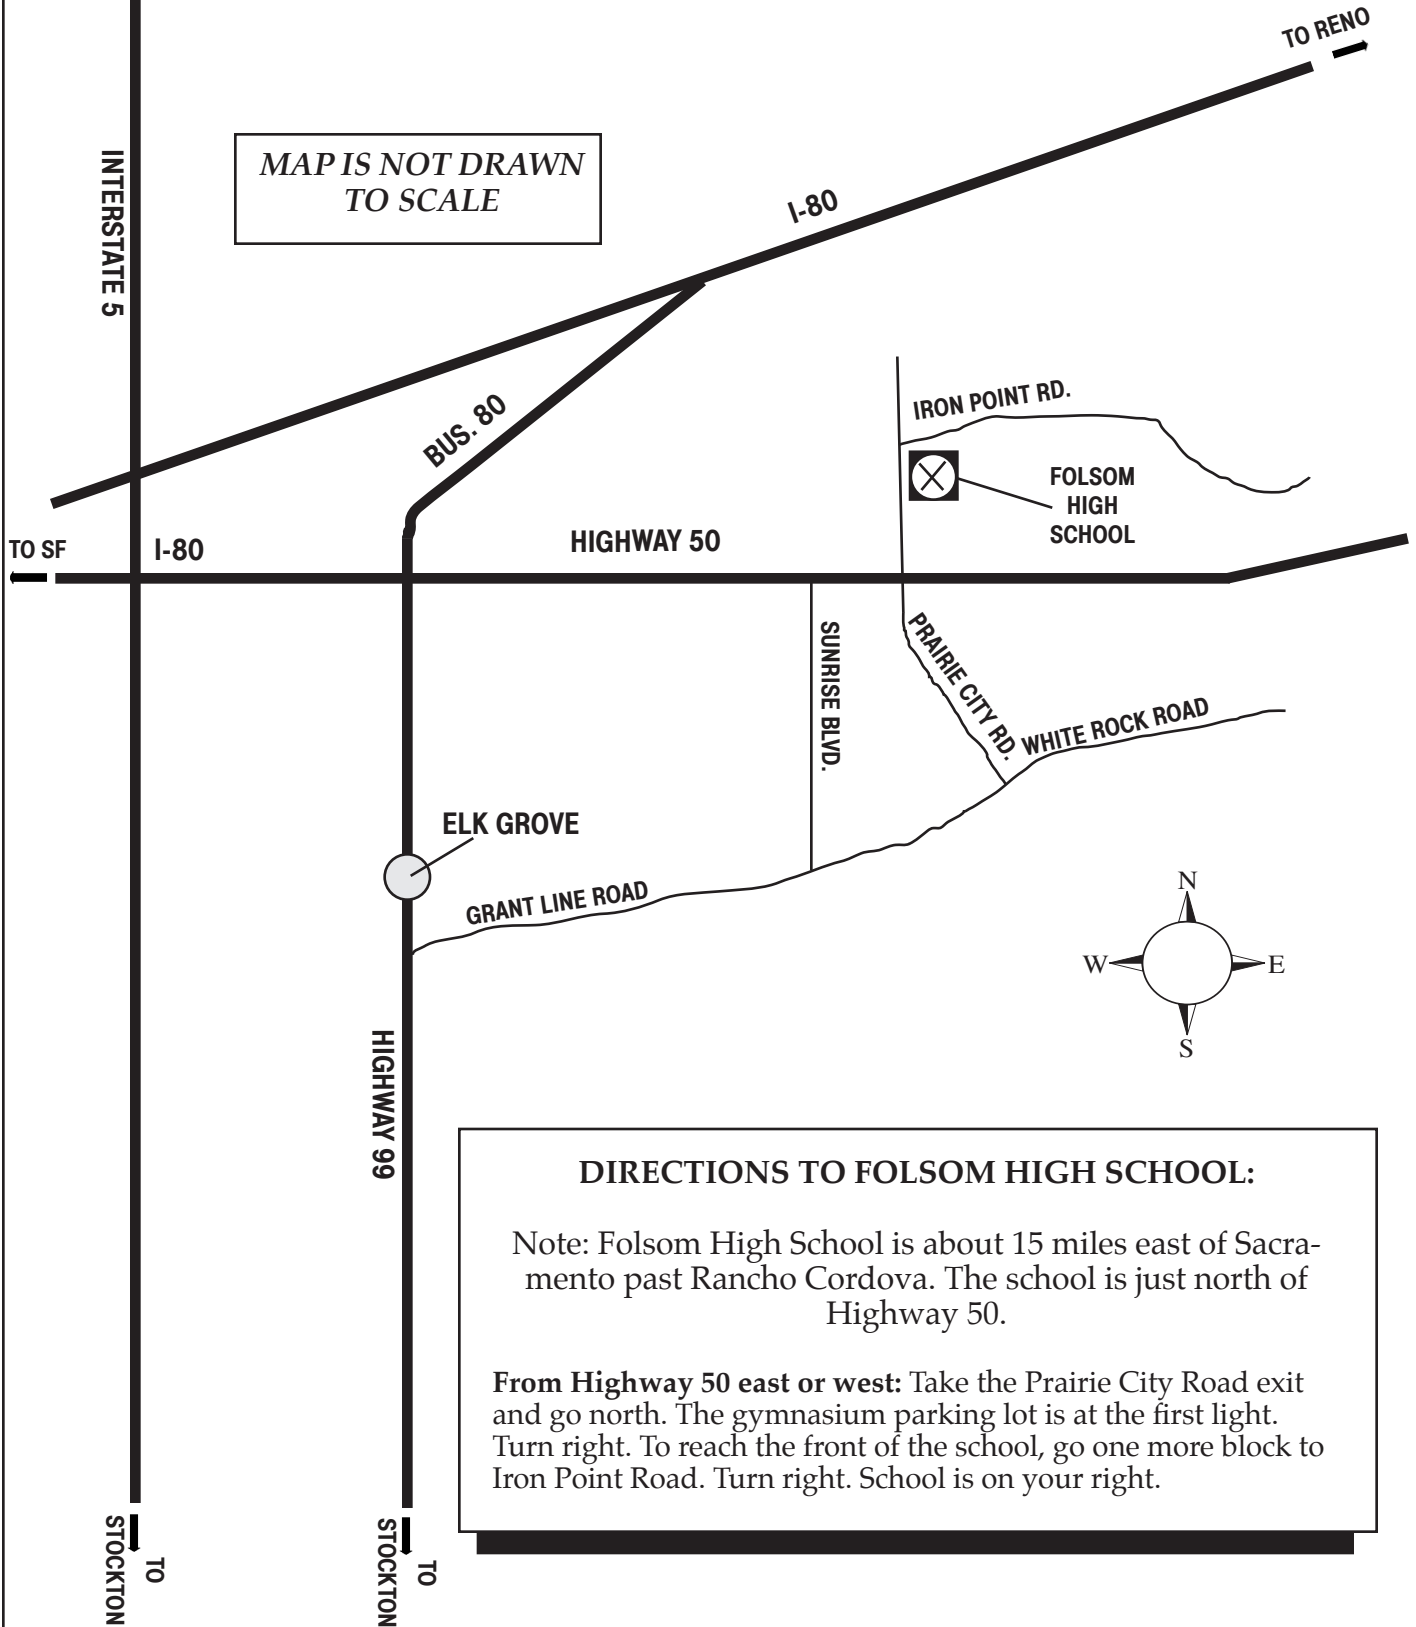 TO RENO
INTERSTATE 5
MAP IS NOT DRAWN
TO SCALE
I-80
BUS. 80
IRON POINT RD.
FOLSOM
HIGH
SCHOOL
TO SF
I-80
HIGHWAY 50
SUNRISE BLVD.
PRAIRIE CITY RD.
WHITE ROCK ROAD
ELK GROVE
GRANT LINE ROAD
N
W
E
S
HIGHWAY 99
DIRECTIONS TO FOLSOM HIGH SCHOOL:
Note: Folsom High School is about 15 miles east of Sacra-
mento past Rancho Cordova. The school is just north of
Highway 50.
From Highway 50 east or west: Take the Prairie City Road exit
and go north. The gymnasium parking lot is at the first light.
Turn right. To reach the front of the school, go one more block to
Iron Point Road. Turn right. School is on your right.
TO
STOCKTON
TO
STOCKTON